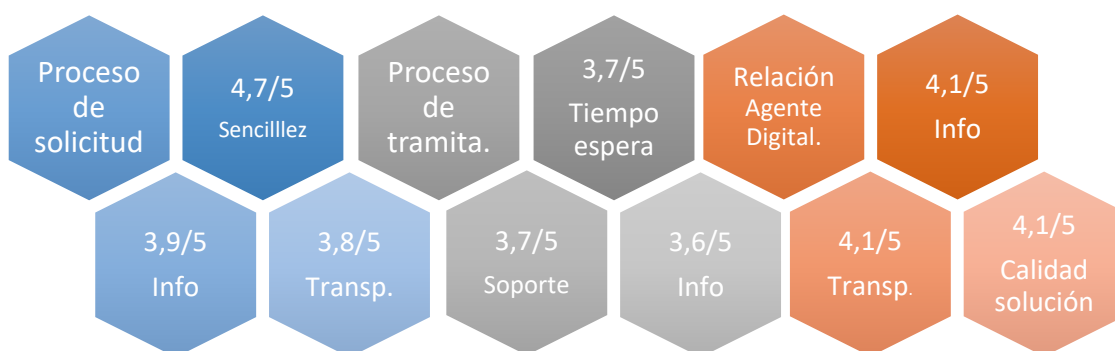 Proceso
de
solicitud
4,7/5
Sencilllez
Proceso
de
tramita.
3,7/5
Tiempo
espera
Relación
Agente
Digital.
4,1/5
Info
3,9/5
Info
3,8/5
Transp.
3,7/5
Soporte
3,6/5
Info
4,1/5
Transp.
4,1/5
Calidad
solución